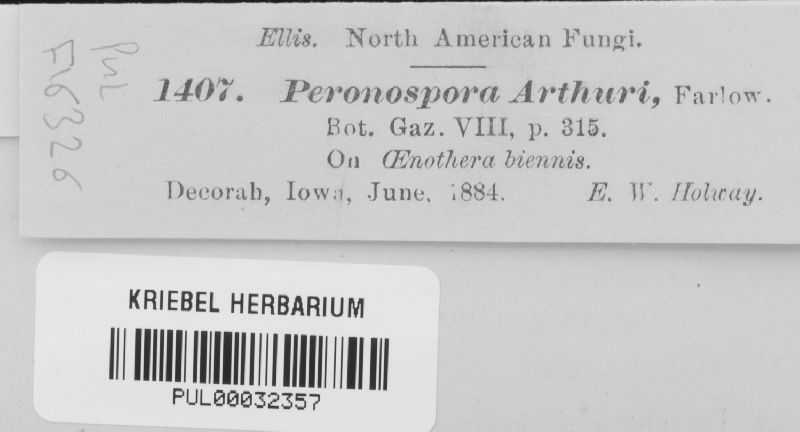 Ellis. North American Fungi.
1407. Peronospora Arthuri, Farlow.
Bot. Gaz. VIII, p. 315.
On Œnothera biennis.
Decorah, Iowa, June, 1884. E. W. Holway.
PUL
F16326
KRIEBEL HERBARIUM
PUL00032357